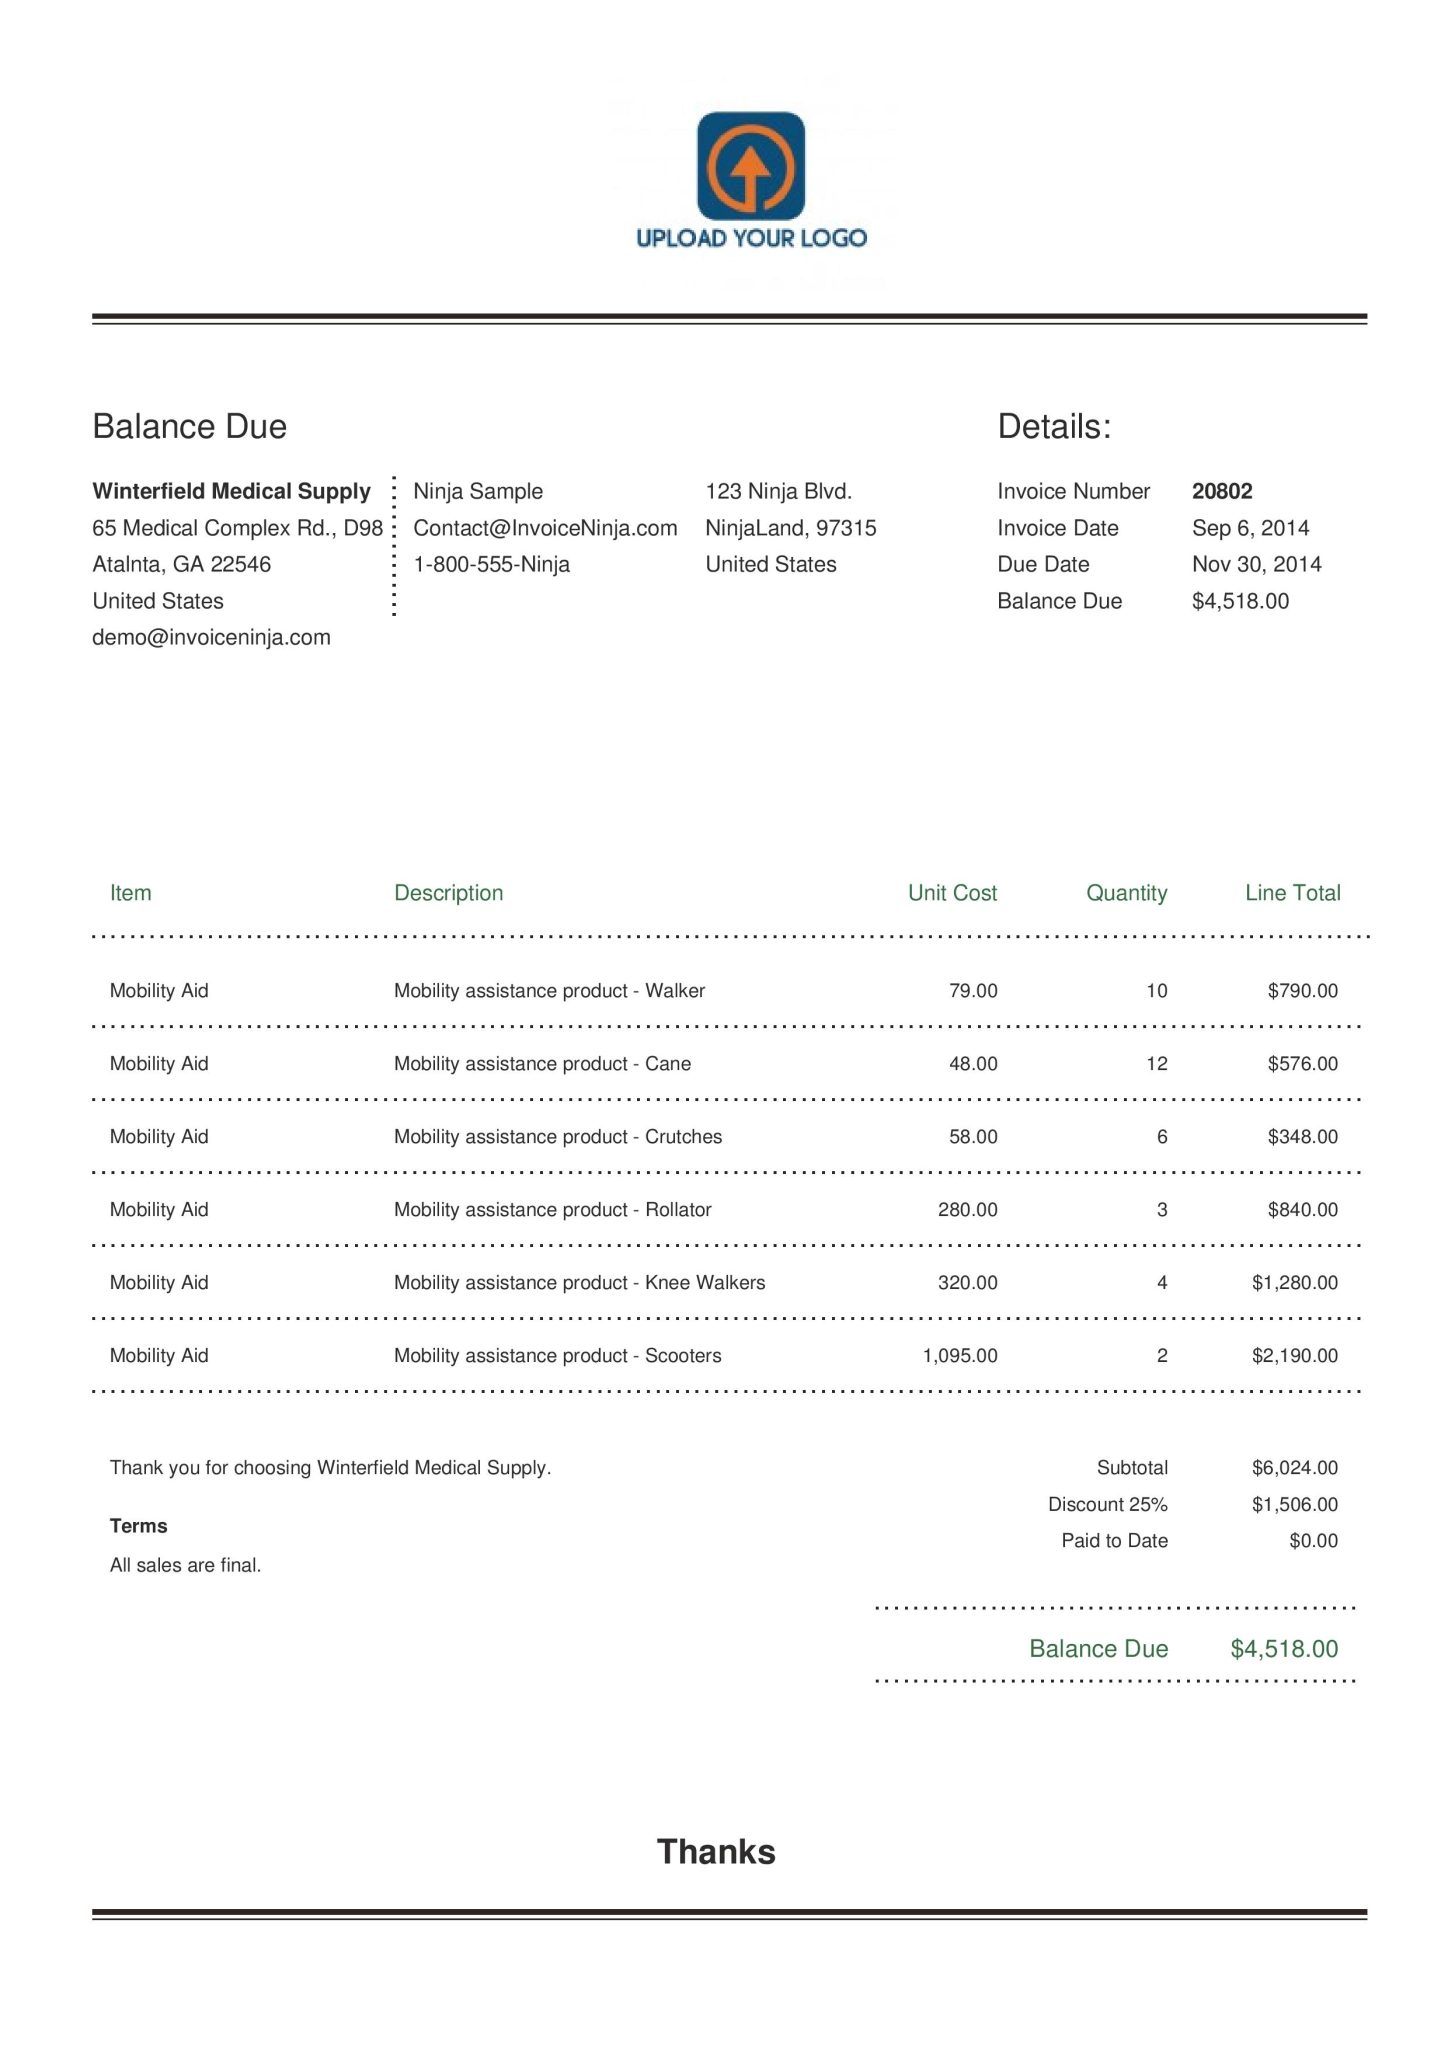 UPLOAD YOUR LOGO
Balance Due
Winterfield Medical Supply
65 Medical Complex Rd., D98
Atalnta, GA 22546
United States
demo@invoiceninja.com
Ninja Sample
Contact@InvoiceNinja.com
1-800-555-Ninja
123 Ninja Blvd.
NinjaLand, 97315
United States
Details:
Invoice Number 20802
Invoice Date Sep 6, 2014
Due Date Nov 30, 2014
Balance Due $4,518.00
Item Description Unit Cost Quantity Line Total
Mobility Aid Mobility assistance product - Walker 79.00 10 $790.00
Mobility Aid Mobility assistance product - Cane 48.00 12 $576.00
Mobility Aid Mobility assistance product - Crutches 58.00 6 $348.00
Mobility Aid Mobility assistance product - Rollator 280.00 3 $840.00
Mobility Aid Mobility assistance product - Knee Walkers 320.00 4 $1,280.00
Mobility Aid Mobility assistance product - Scooters 1,095.00 2 $2,190.00
Thank you for choosing Winterfield Medical Supply.
Terms
All sales are final.
Subtotal $6,024.00
Discount 25% $1,506.00
Paid to Date $0.00
Balance Due $4,518.00
Thanks